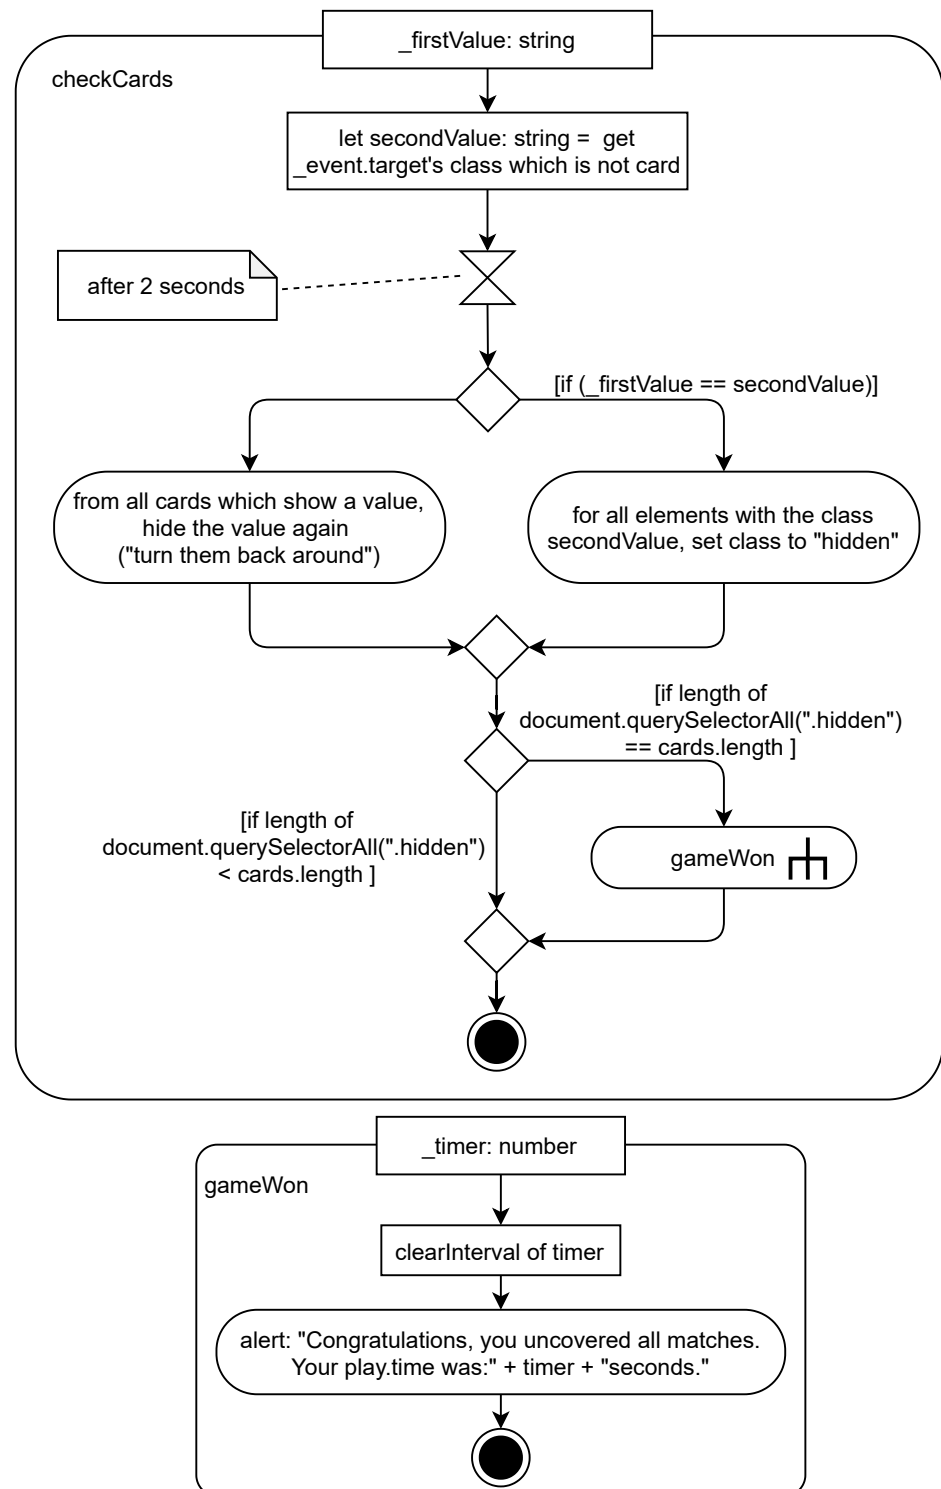 _firstValue: string
checkCards
let secondValue: string =  get
_event.target's class which is not card
after 2 seconds
[if (_firstValue == secondValue)]
from all cards which show a value,
hide the value again
("turn them back around")
for all elements with the class
secondValue, set class to "hidden"
[if length of
document.querySelectorAll(".hidden")
== cards.length ]
[if length of
document.querySelectorAll(".hidden")
< cards.length ]
gameWon
_timer: number
gameWon
clearInterval of timer
alert: "Congratulations, you uncovered all matches.
Your play.time was:" + timer + "seconds."